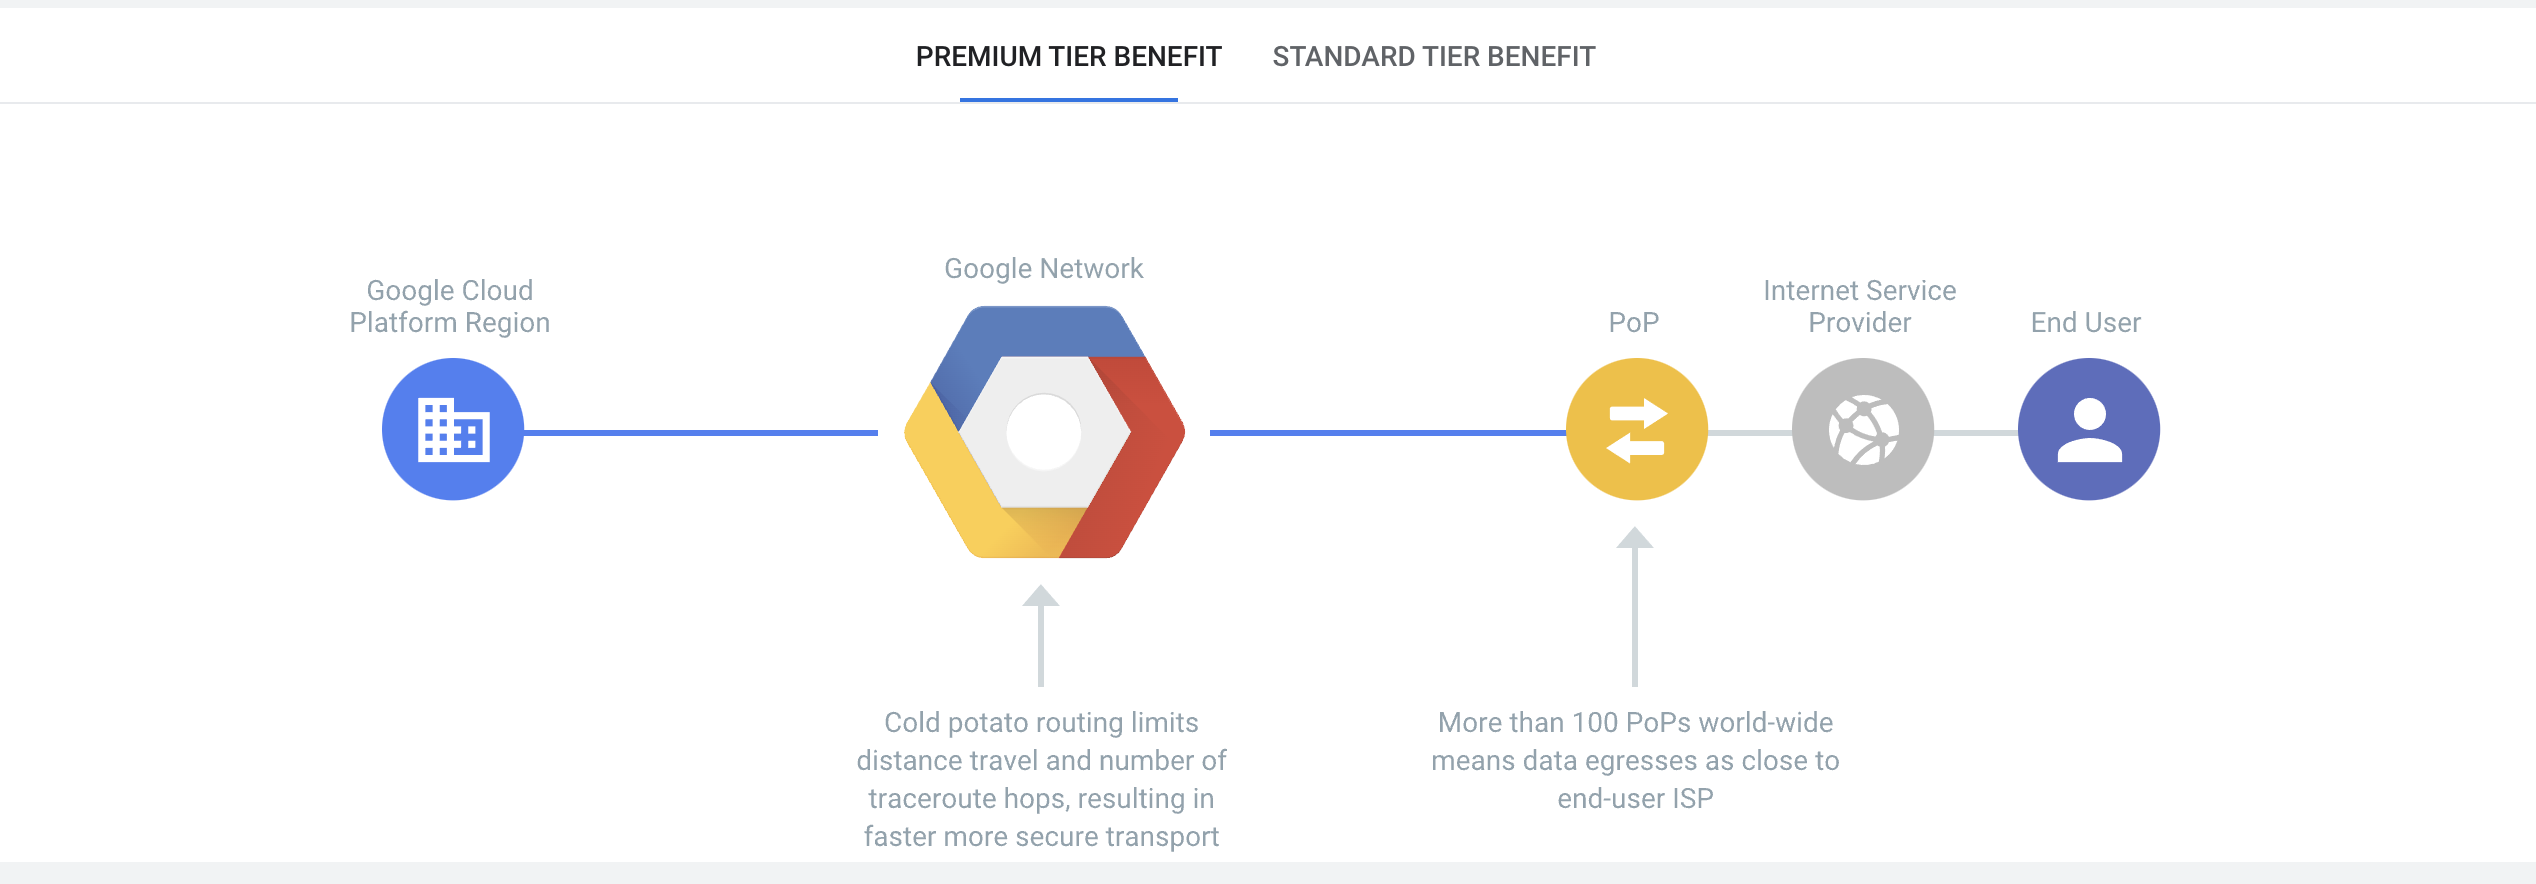 PREMIUM TIER BENEFIT
STANDARD TIER BENEFIT
Google Cloud
Platform Region
Google Network
PoP
Internet Service
Provider
End User
Cold potato routing limits
distance travel and number of
traceroute hops, resulting in
faster more secure transport
More than 100 PoPs world-wide
means data egresses as close to
end-user ISP